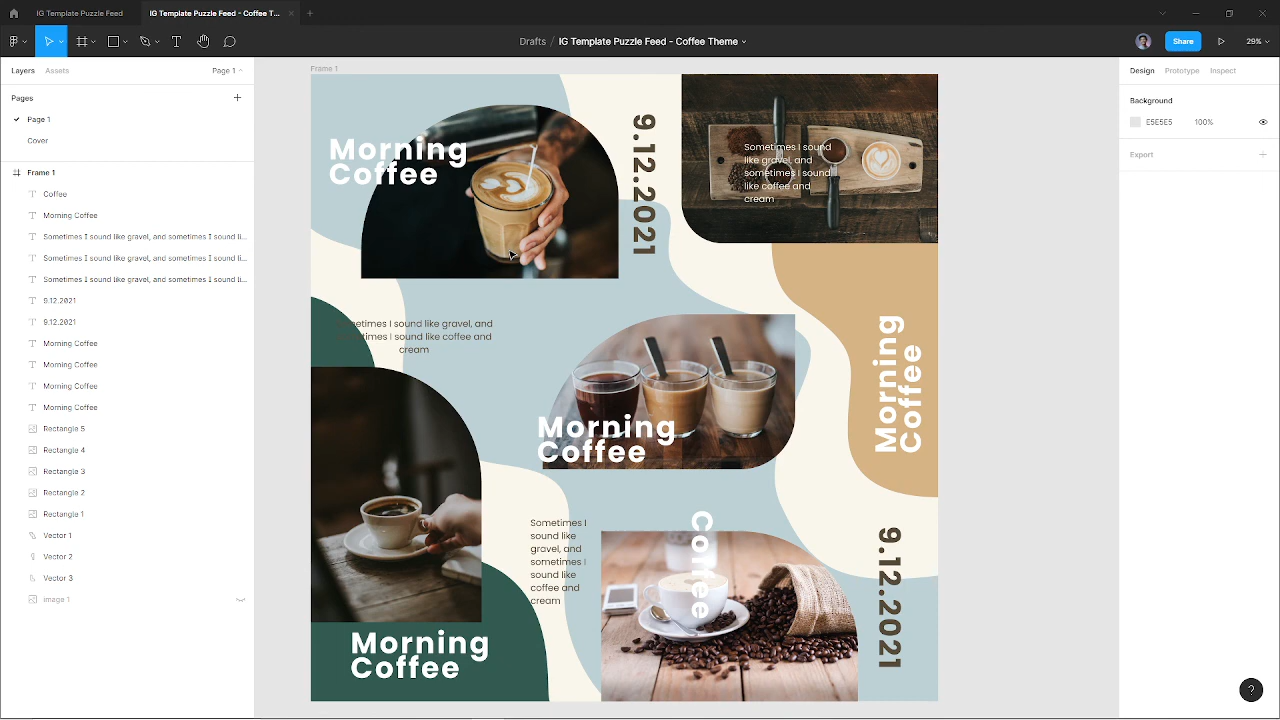 IG Template Puzzle Feed
IG Template Puzzle Feed - Coffee T...
Drafts / IG Template Puzzle Feed - Coffee Theme
Share
29%
Layers
Assets
Page 1
Pages
Page 1
Cover
Frame 1
Coffee
Morning Coffee
Sometimes I sound like gravel, and sometimes I sound li...
Sometimes I sound like gravel, and sometimes I sound li...
Sometimes I sound like gravel, and sometimes I sound li...
9.12.2021
9.12.2021
Morning Coffee
Morning Coffee
Morning Coffee
Morning Coffee
Rectangle 5
Rectangle 4
Rectangle 3
Rectangle 2
Rectangle 1
Vector 1
Vector 2
Vector 3
image 1
Frame 1
Morning
Coffee
9.12.2021
Sometimes I sound
like gravel, and
sometimes I sound
like coffee and
cream
Sometimes I sound like gravel, and
sometimes I sound like coffee and
cream
Morning
Coffee
Morning
Coffee
Sometimes I
sound like
gravel, and
sometimes I
sound like
coffee and
cream
Coffee
9.12.2021
Morning
Coffee
Design
Prototype
Inspect
Background
E5E5E5
100%
Export
?